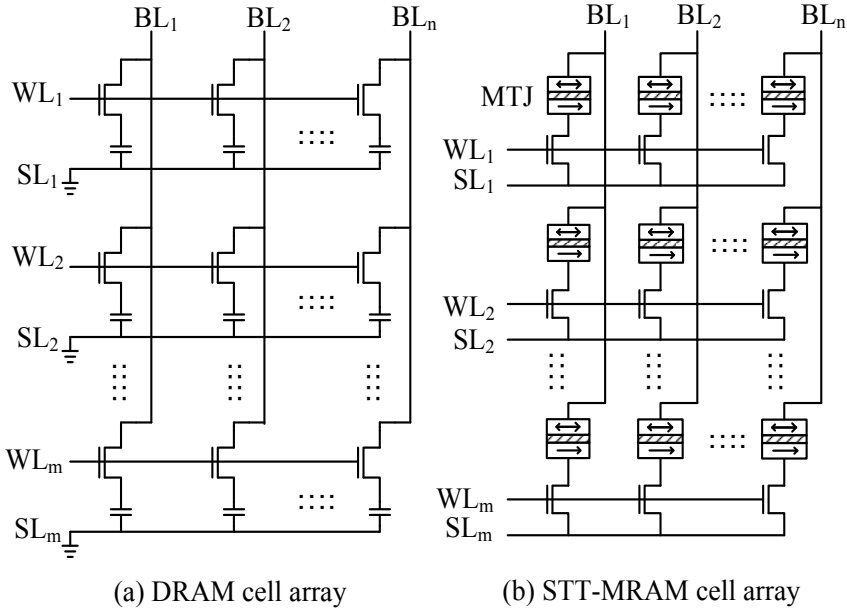 BL₁ BL₂ BLₙ
WL₁
SL₁
WL₂
SL₂
WLₘ
SLₘ
(a) DRAM cell array
BL₁ BL₂ BLₙ
MTJ
WL₁
SL₁
WL₂
SL₂
WLₘ
SLₘ
(b) STT-MRAM cell array